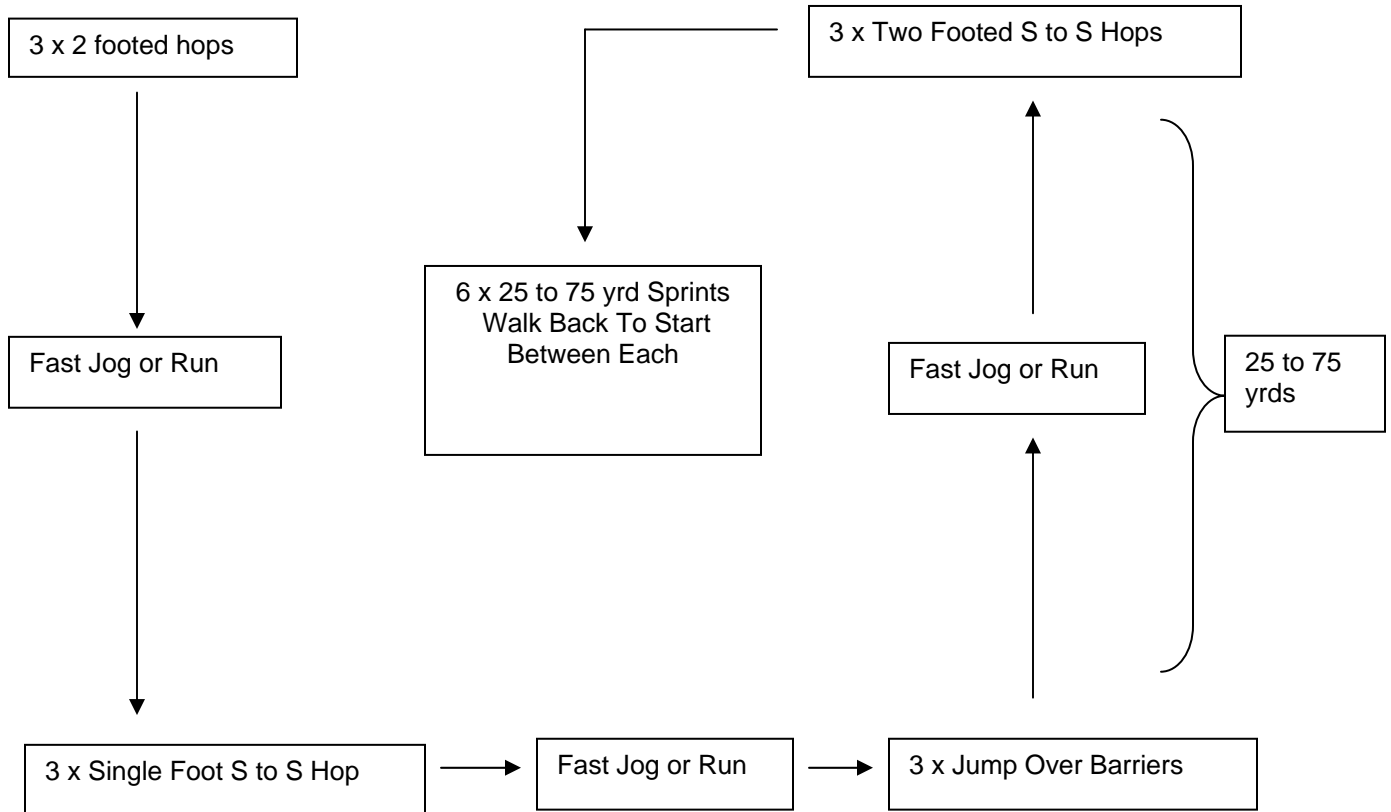 3 x 2 footed hops
3 x Two Footed S to S Hops
6 x 25 to 75 yrd Sprints
Walk Back To Start
Between Each
Fast Jog or Run
Fast Jog or Run
25 to 75
yrds
3 x Single Foot S to S Hop
Fast Jog or Run
3 x Jump Over Barriers